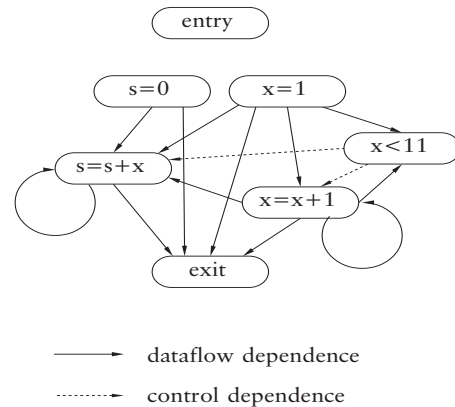 entry
s=0
x=1
x<11
s=s+x
x=x+1
exit
dataflow dependence
control dependence